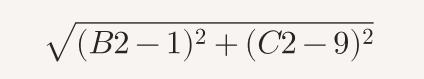 √(B2 − 1)² + (C2 − 9)²